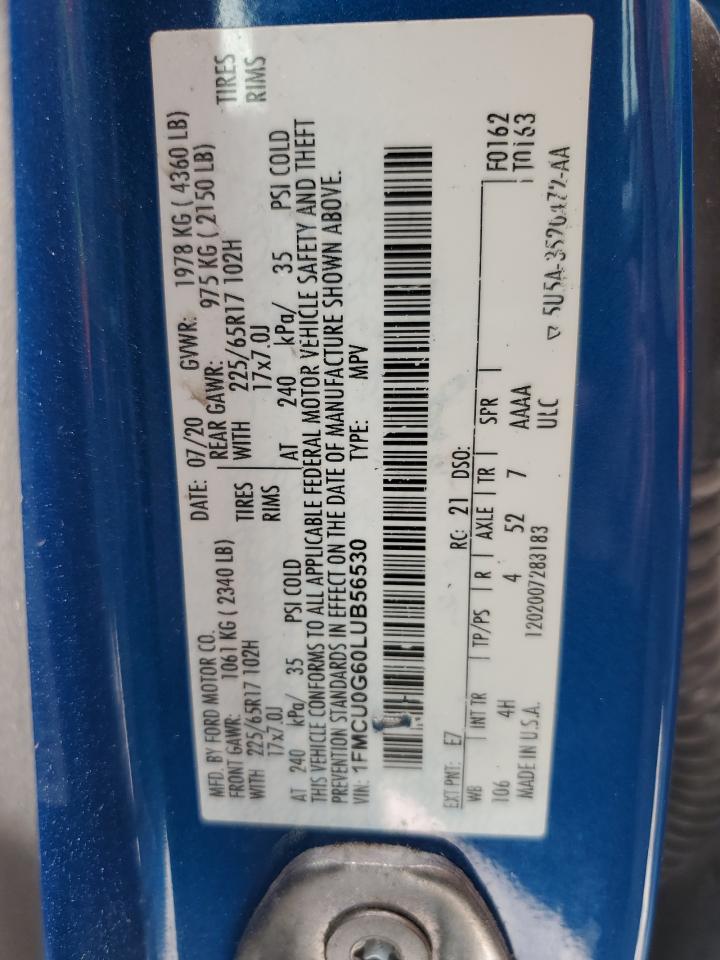 MFD. BY FORD MOTOR CO.
DATE: 07/20 GVWR: 1978 KG ( 4360 LB)
FRONT GAWR: 1061 KG ( 2340 LB) REAR GAWR: 975 KG ( 2150 LB)
WITH 225/65R17 102H TIRES WITH 225/65R17 102H TIRES
17x7.0J RIMS 17x7.0J RIMS
AT 240 kPa/ 35 PSI COLD AT 240 kPa/ 35 PSI COLD
THIS VEHICLE CONFORMS TO ALL APPLICABLE FEDERAL MOTOR VEHICLE SAFETY AND THEFT
PREVENTION STANDARDS IN EFFECT ON THE DATE OF MANUFACTURE SHOWN ABOVE.
VIN: 1FMCU0G60LUB56530 TYPE: MPV
EXT PNT: E7 RC: 21 DSO:
WB INT TR TP/PS R AXLE TR SPR F0162
106 4H 4 52 7 AAAA T0163
MADE IN U.S.A. 1202007283183 ULC